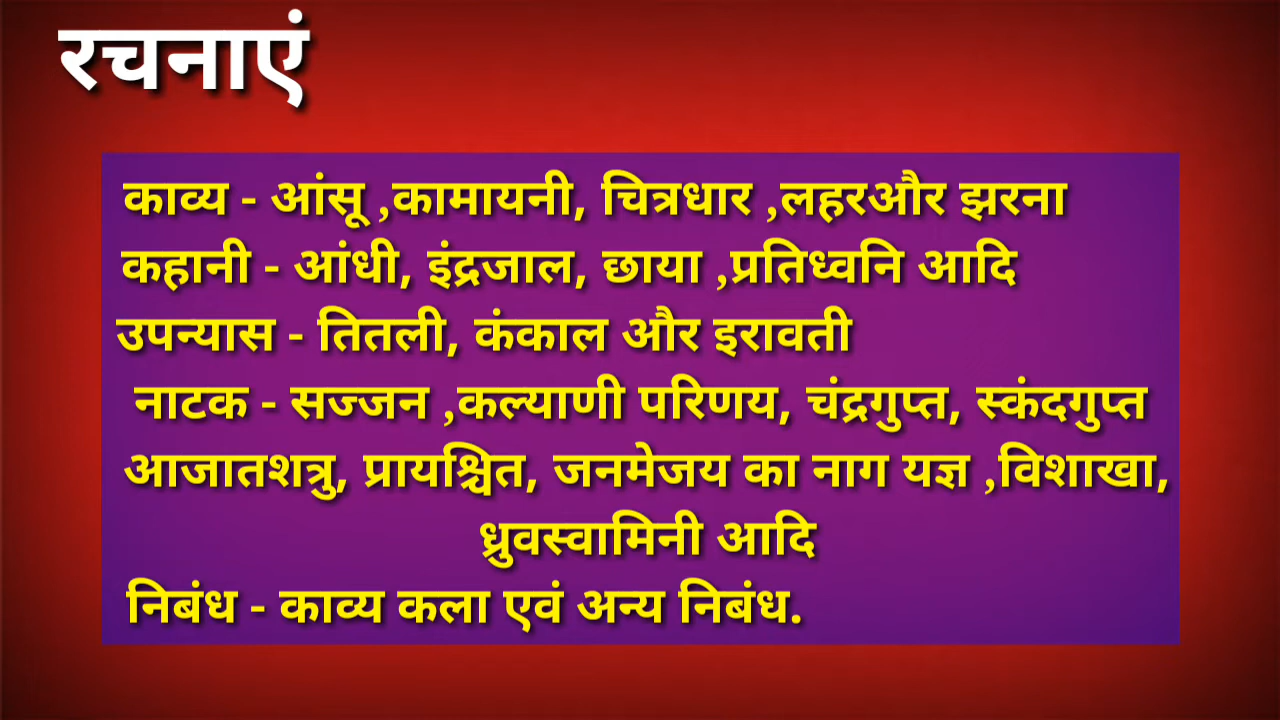 रचनाएं
काव्य - आंसू ,कामायनी, चित्रधार ,लहरऔर झरना
कहानी - आंधी, इंद्रजाल, छाया ,प्रतिध्वनि आदि
उपन्यास - तितली, कंकाल और इरावती
नाटक - सज्जन ,कल्याणी परिणय, चंद्रगुप्त, स्कंदगुप्त
आजातशत्रु, प्रायश्चित, जनमेजय का नाग यज्ञ ,विशाखा,
ध्रुवस्वामिनी आदि
निबंध - काव्य कला एवं अन्य निबंध.